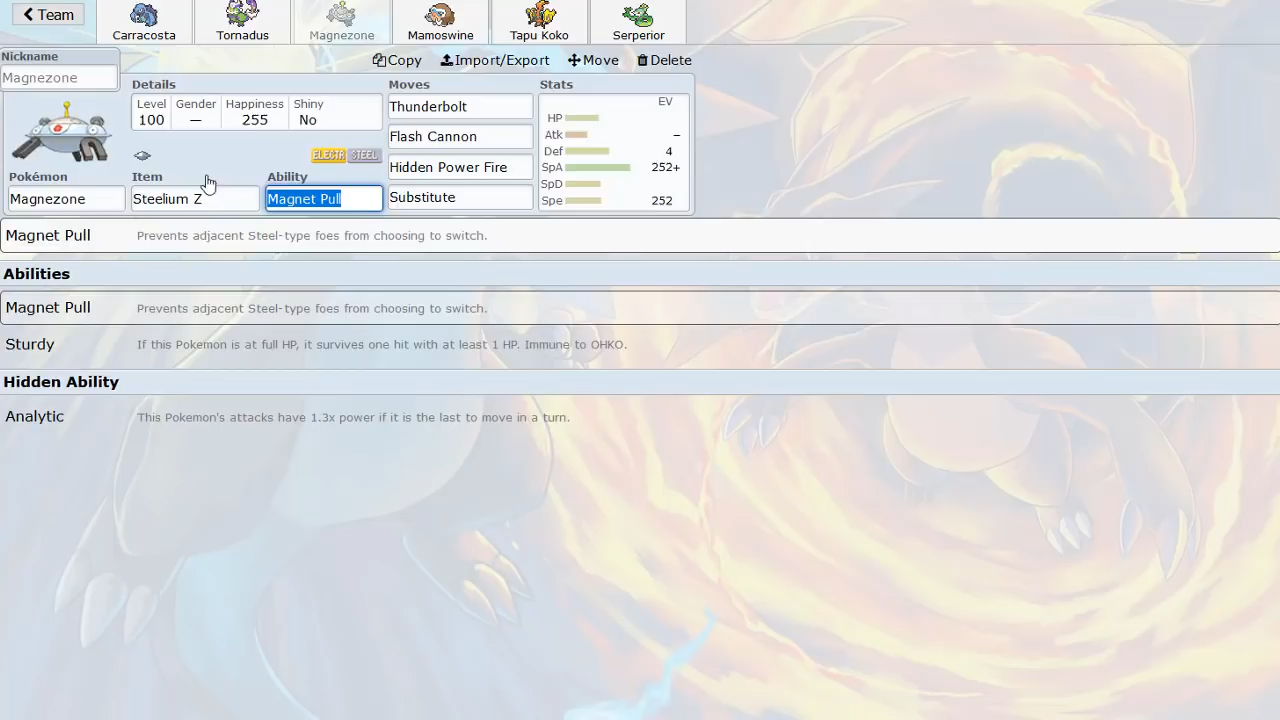 Team
Carracosta
Tornadus
Magnezone
Mamoswine
Tapu Koko
Serperior
Nickname
Magnezone
Copy
Import/Export
Move
Delete
Details
Level
100
Gender
—
Happiness
255
Shiny
No
ELECTR STEEL
Pokémon
Magnezone
Item
Steelium Z
Ability
Magnet Pull
Moves
Thunderbolt
Flash Cannon
Hidden Power Fire
Substitute
Stats
EV
HP
Atk –
Def 4
SpA 252+
SpD
Spe 252
Magnet Pull Prevents adjacent Steel-type foes from choosing to switch.
Abilities
Magnet Pull Prevents adjacent Steel-type foes from choosing to switch.
Sturdy If this Pokemon is at full HP, it survives one hit with at least 1 HP. Immune to OHKO.
Hidden Ability
Analytic This Pokemon's attacks have 1.3x power if it is the last to move in a turn.